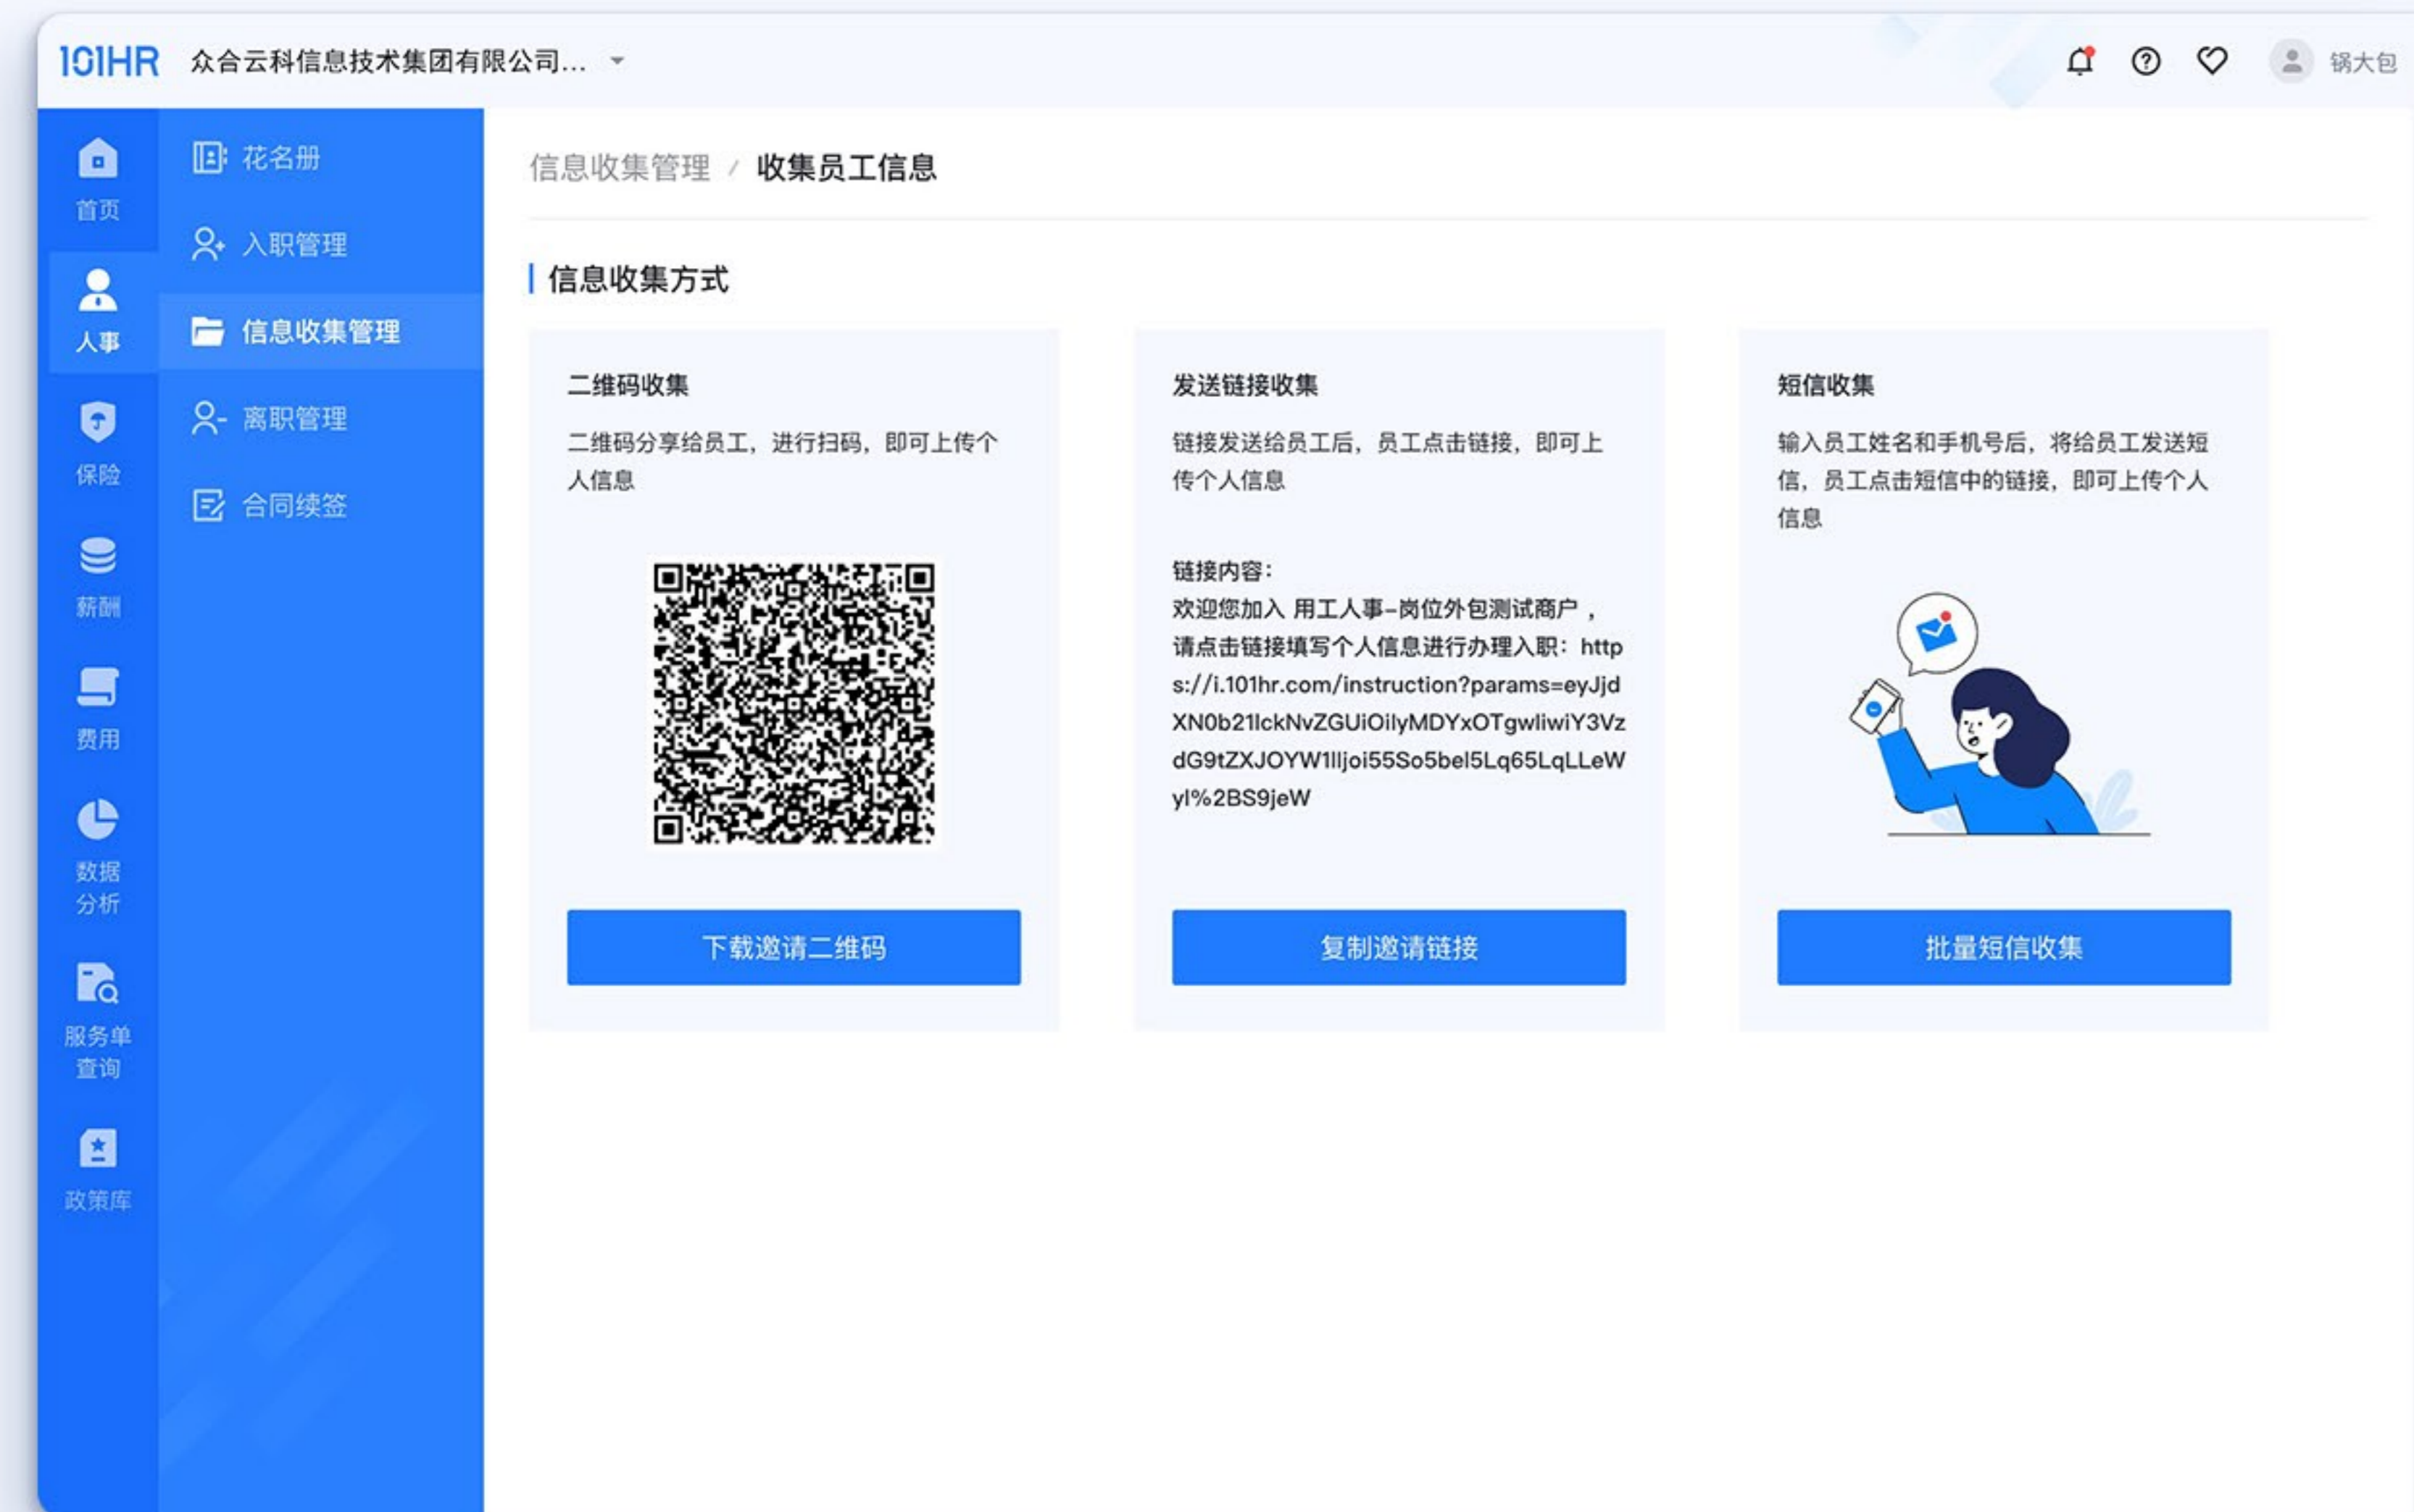 101HR
众合云科信息技术集团有限公司...
锅大包
首页
人事
保险
薪酬
费用
数据
分析
服务单
查询
政策库
花名册
入职管理
信息收集管理
离职管理
合同续签
信息收集管理 / 收集员工信息
信息收集方式
二维码收集
二维码分享给员工，进行扫码，即可上传个
人信息
下载邀请二维码
发送链接收集
链接发送给员工后，员工点击链接，即可上
传个人信息
链接内容：
欢迎您加入 用工人事-岗位外包测试商户 ，
请点击链接填写个人信息进行办理入职：http
s://i.101hr.com/instruction?params=eyJjd
XN0b21lckNvZGUiOiIyMDYxOTgwIiwiY3Vz
dG9tZXJOYW1lIjoi55So5bel5Lq65LqLLeW
yl%2BS9jeW
复制邀请链接
短信收集
输入员工姓名和手机号后，将给员工发送短
信，员工点击短信中的链接，即可上传个人
信息
批量短信收集